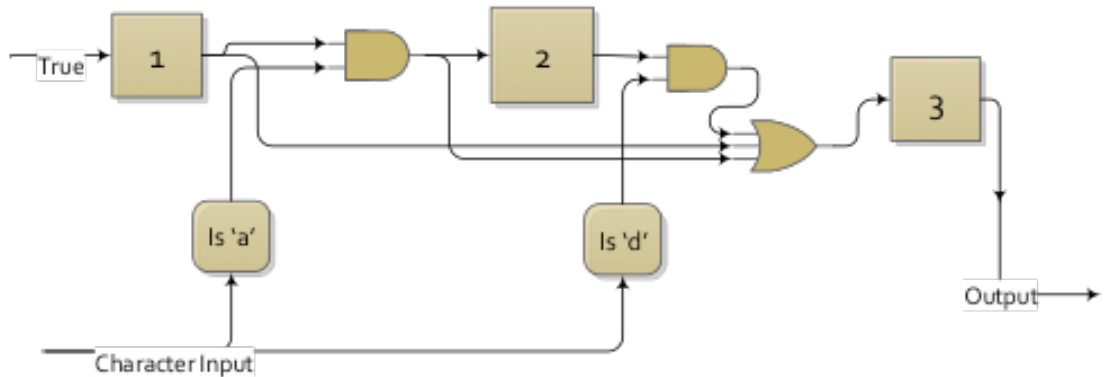 True
1
2
3
Is ‘a’
Is ‘d’
Output
Character Input